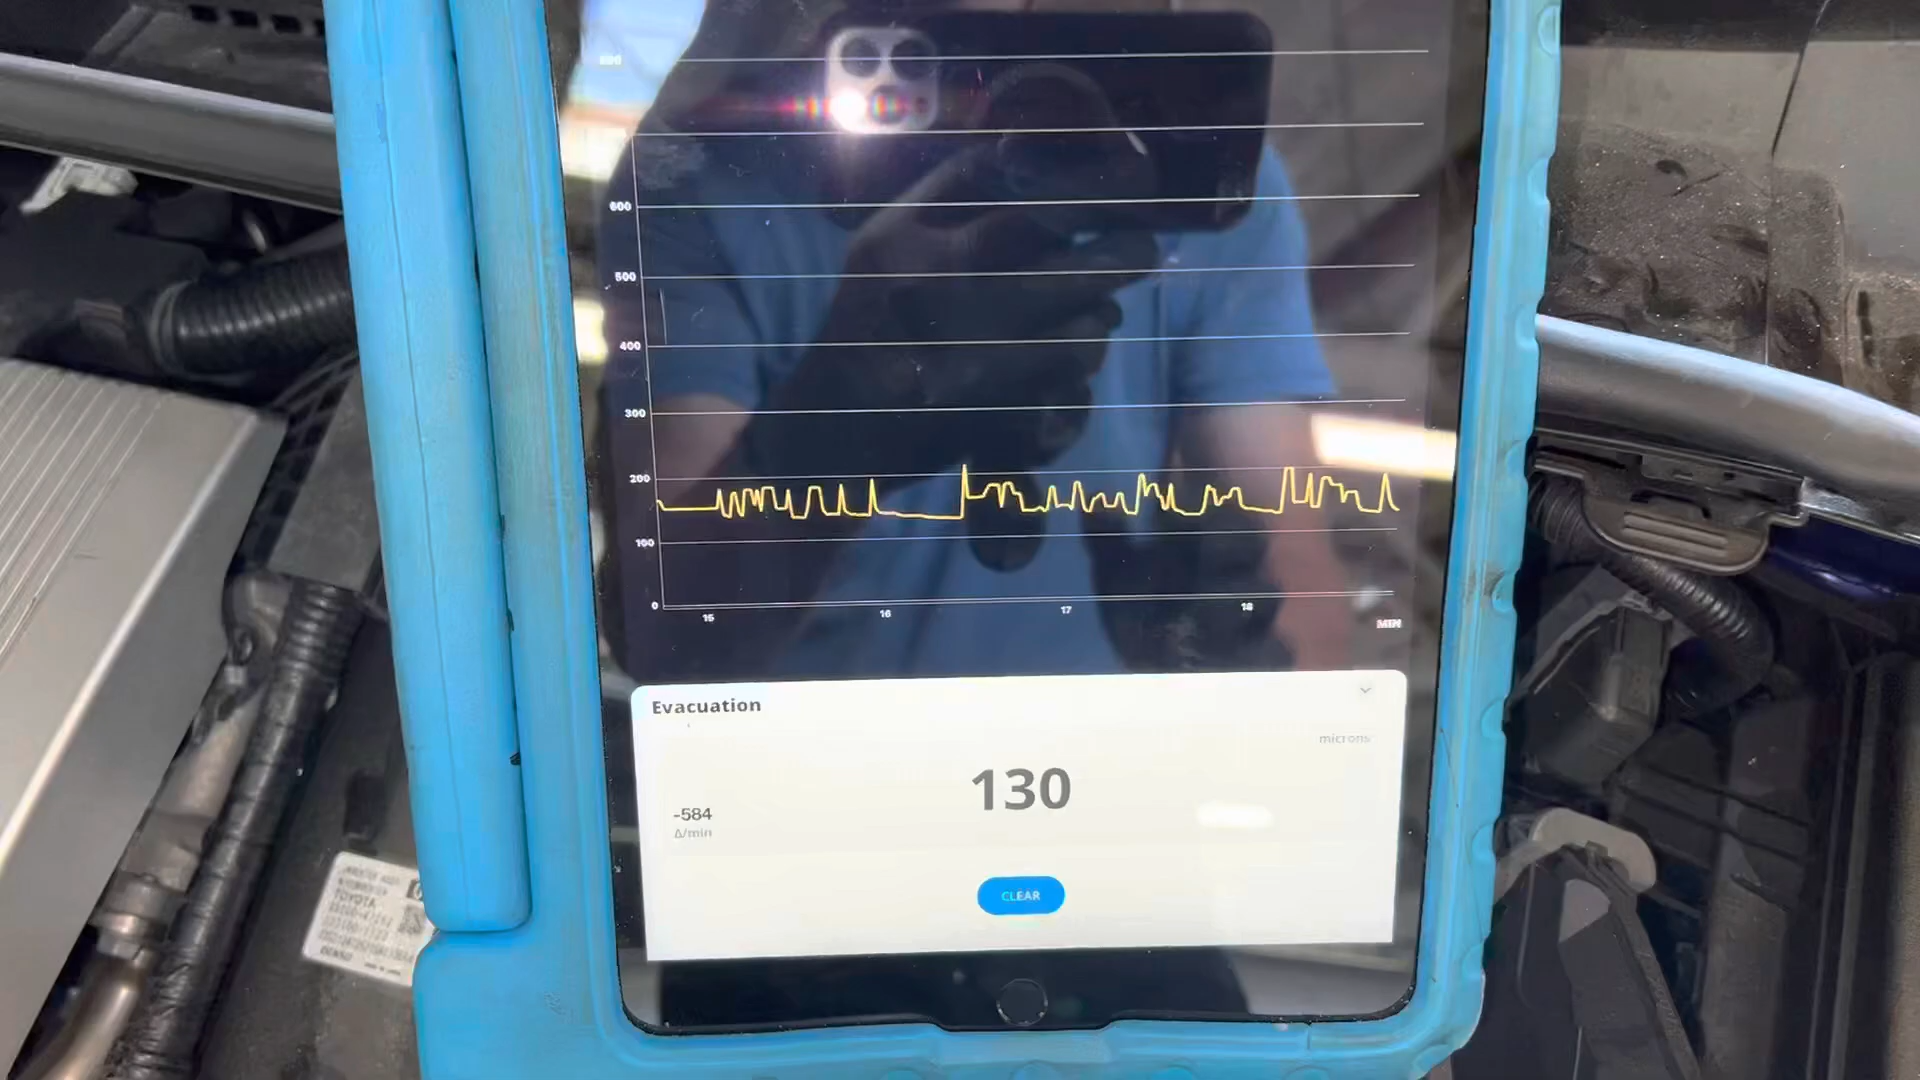 600
500
400
300
200
100
0
15 16 17 18
MIN
Evacuation
microns
130
-584
Δ/min
CLEAR
TOYOTA
DENSO